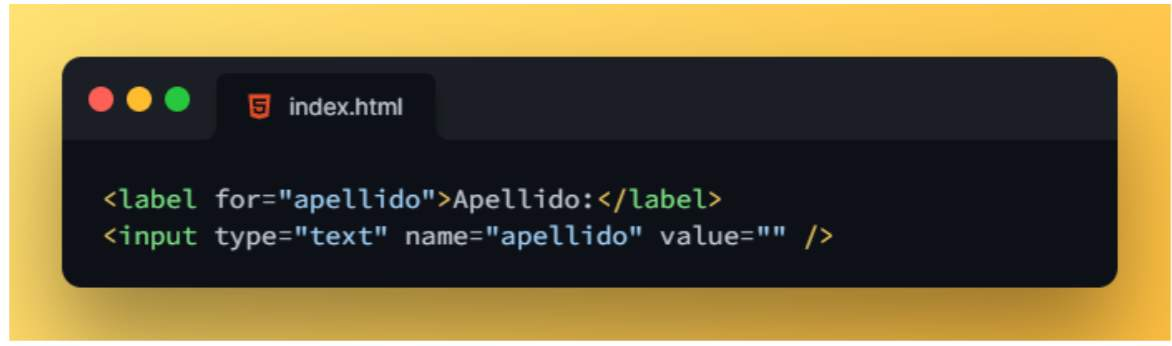 index.html
<label for="apellido">Apellido:</label>
<input type="text" name="apellido" value="" />